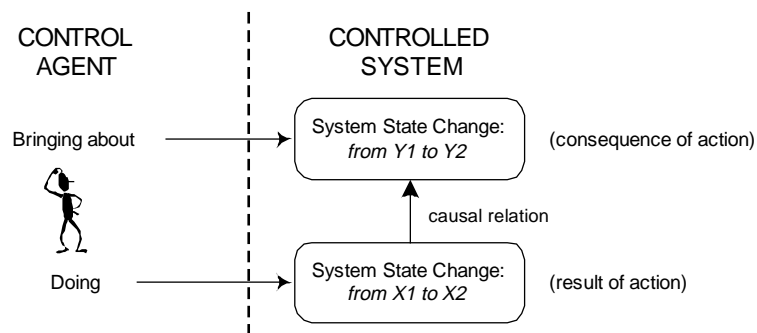 CONTROL
AGENT
CONTROLLED
SYSTEM
Bringing about
System State Change:
from Y1 to Y2
(consequence of action)
causal relation
Doing
System State Change:
from X1 to X2
(result of action)